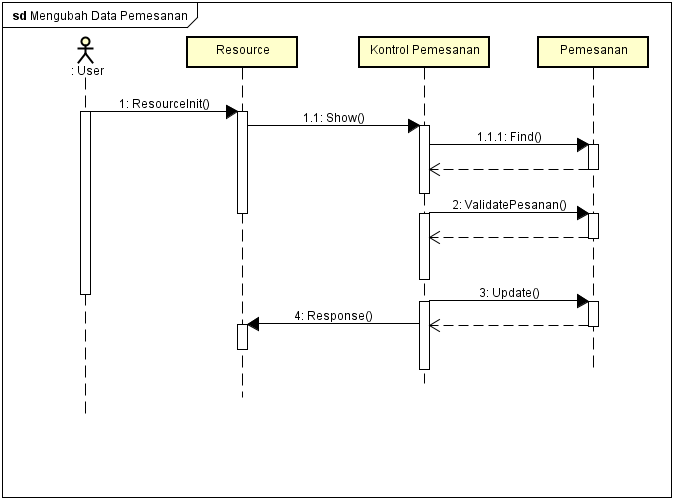 sd Mengubah Data Pemesanan
: User
Resource
Kontrol Pemesanan
Pemesanan
1: ResourceInit()
1.1: Show()
1.1.1: Find()
2: ValidatePesanan()
3: Update()
4: Response()